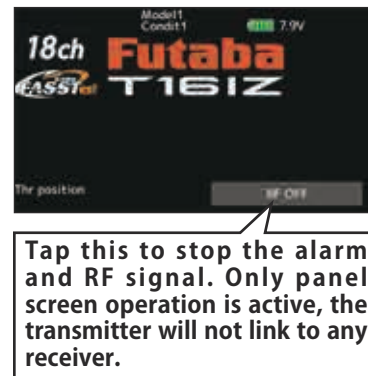 Model1
Condit1
7.9V
18ch
Futaba
FASSTest
T16IZ
Thr position
RF OFF
Tap this to stop the alarm
and RF signal. Only panel
screen operation is active, the
transmitter will not link to any
receiver.